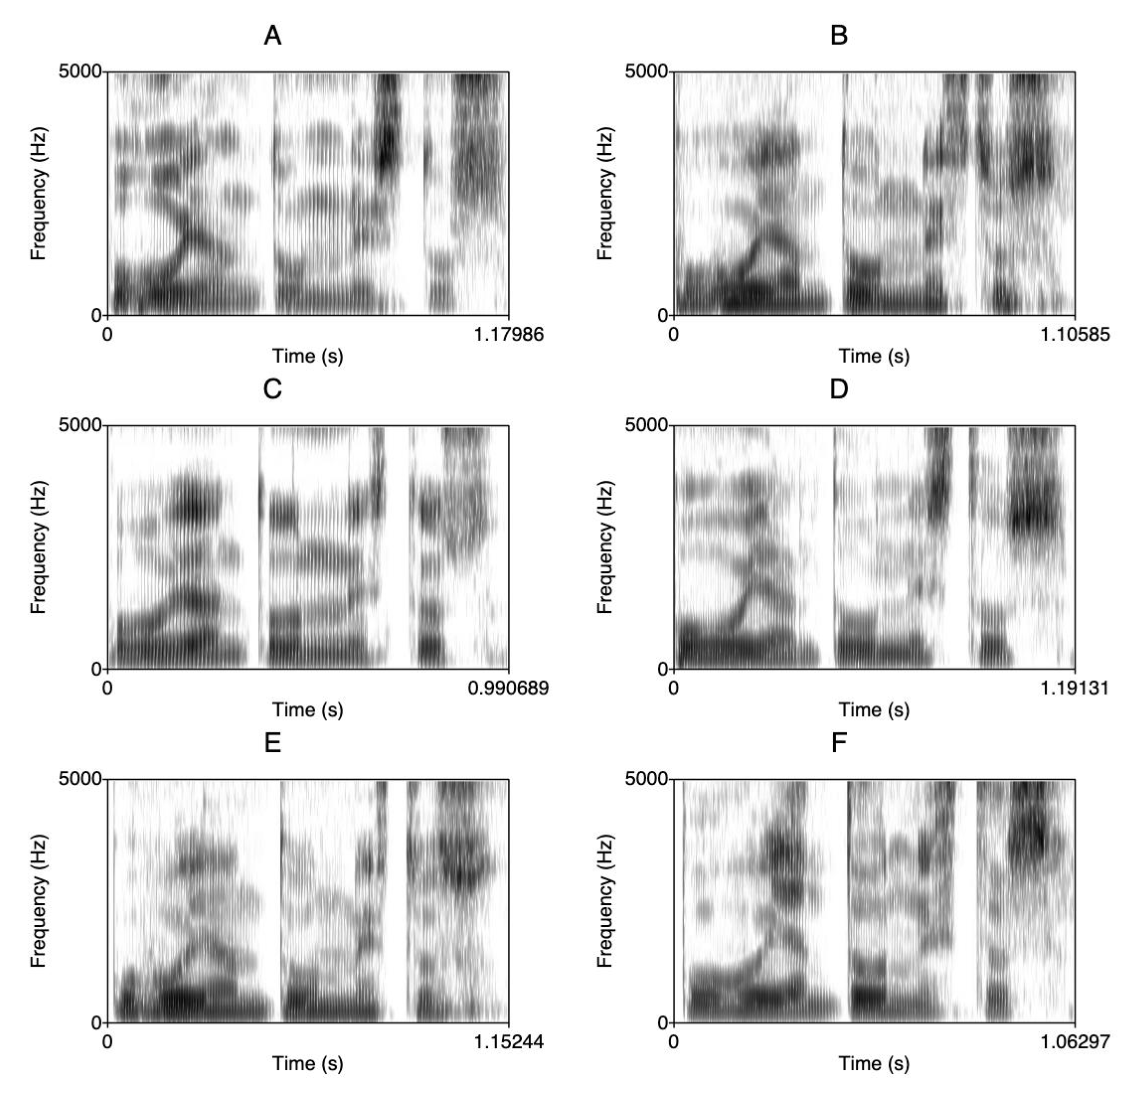 A
5000
Frequency (Hz)
0
0
1.17986
Time (s)
B
5000
Frequency (Hz)
0
0
1.10585
Time (s)
C
5000
Frequency (Hz)
0
0
0.990689
Time (s)
D
5000
Frequency (Hz)
0
0
1.19131
Time (s)
E
5000
Frequency (Hz)
0
0
1.15244
Time (s)
F
5000
Frequency (Hz)
0
0
1.06297
Time (s)